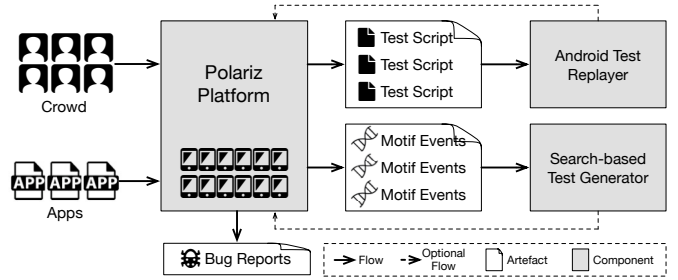 Crowd
APP APP APP
Apps
Polariz
Platform
Test Script
Test Script
Test Script
Motif Events
Motif Events
Motif Events
Android Test
Replayer
Search-based
Test Generator
Bug Reports
Flow
Optional
Flow
Artefact
Component